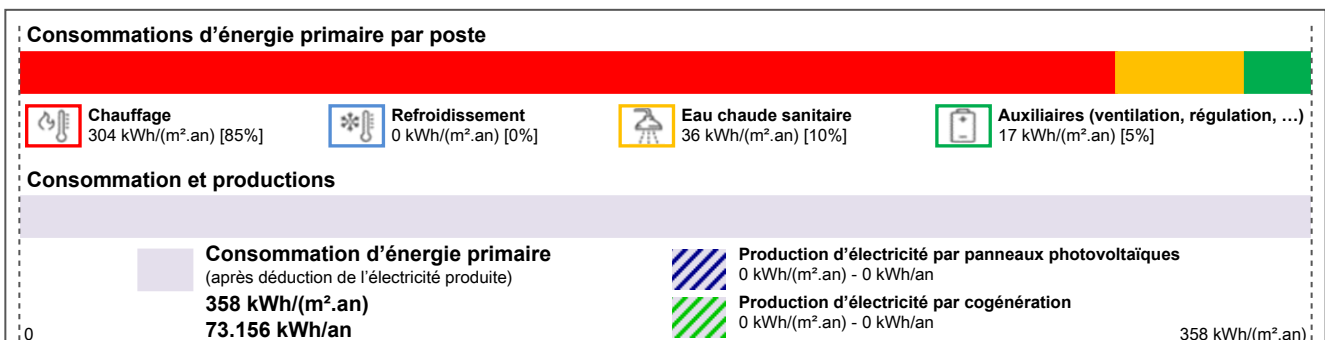 Consommations d’énergie primaire par poste
Chauffage
304 kWh/(m².an) [85%]
Refroidissement
0 kWh/(m².an) [0%]
Eau chaude sanitaire
36 kWh/(m².an) [10%]
Auxiliaires (ventilation, régulation, …)
17 kWh/(m².an) [5%]
Consommation et productions
Consommation d’énergie primaire
(après déduction de l’électricité produite)
358 kWh/(m².an)
73.156 kWh/an
Production d’électricité par panneaux photovoltaïques
0 kWh/(m².an) - 0 kWh/an
Production d’électricité par cogénération
0 kWh/(m².an) - 0 kWh/an
0
358 kWh/(m².an)